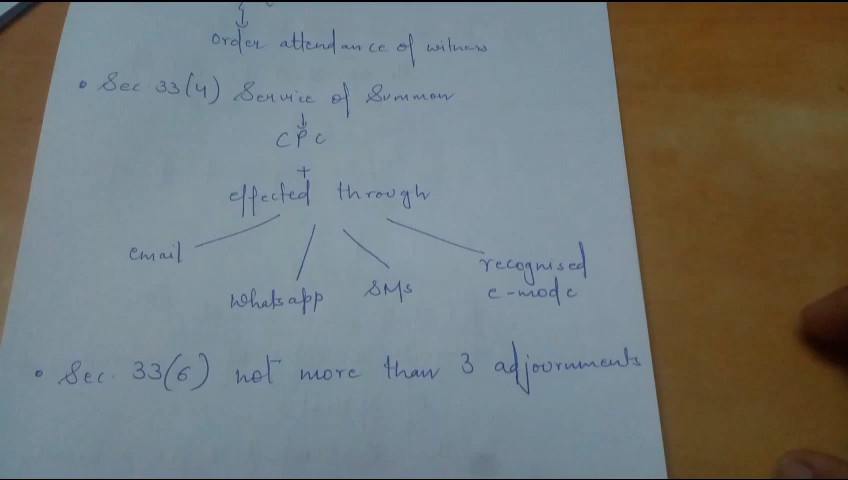 order attendance of witness
• Sec 33(4) Service of Summon
CPC
+
effected through
email
whatsapp
SMS
recognised
e-mode
• Sec. 33(6) not more than 3 adjournments